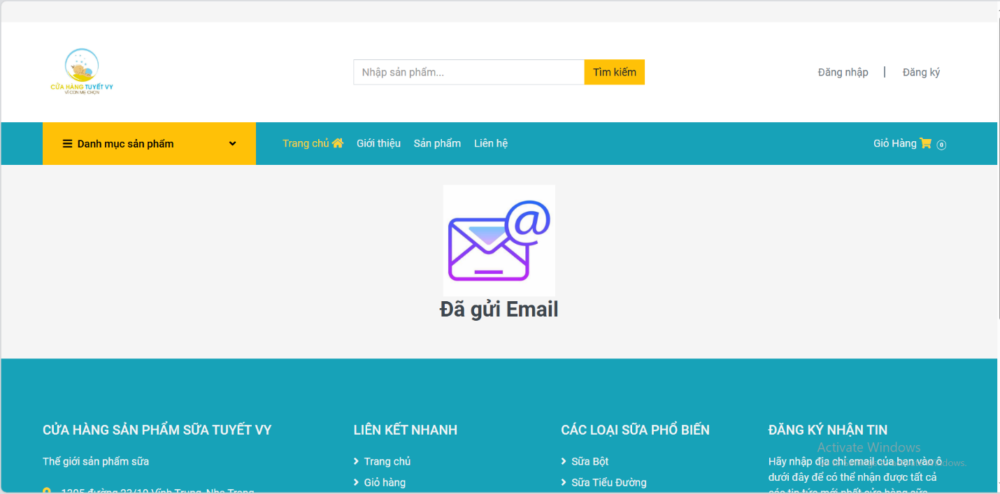 CỬA HÀNG TUYẾT VY
VÌ CON MẸ CHỌN
Nhập sản phẩm...
Tìm kiếm
Đăng nhập
Đăng ký
Danh mục sản phẩm
Trang chủ
Giới thiệu
Sản phẩm
Liên hệ
Giỏ Hàng
0
@
Đã gửi Email
CỬA HÀNG SẢN PHẨM SỮA TUYẾT VY
Thế giới sản phẩm sữa
1305 đường 23/10 Vĩnh Trung, Nha Trang
LIÊN KẾT NHANH
Trang chủ
Giỏ hàng
CÁC LOẠI SỮA PHỔ BIẾN
Sữa Bột
Sữa Tiểu Đường
ĐĂNG KÝ NHẬN TIN
Activate Windows
Hãy nhập địa chỉ email của bạn vào ô
dưới đây để có thể nhận được tất cả
các tin tức mới nhất cửa hàng sữa